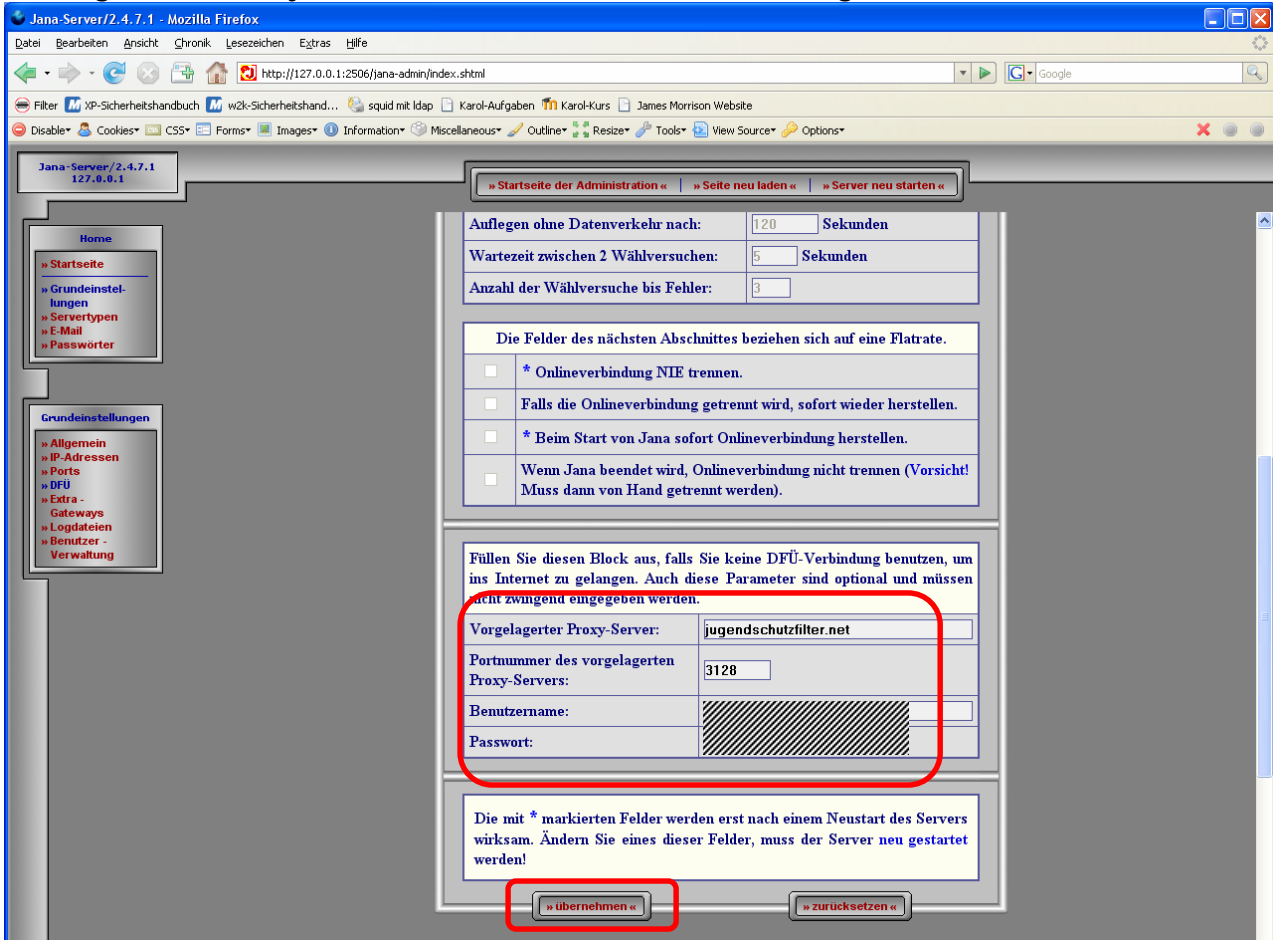 Jana-Server/2.4.7.1 - Mozilla Firefox
Datei Bearbeiten Ansicht Chronik Lesezeichen Extras Hilfe
http://127.0.0.1:2506/jana-admin/index.shtml
Google
Filter XP-Sicherheitshandbuch w2k-Sicherheitshand... squid mit ldap Karol-Aufgaben Karol-Kurs James Morrison Website
Disable Cookies CSS Forms Images Information Miscellaneous Outline Resize Tools View Source Options
Jana-Server/2.4.7.1
127.0.0.1
» Startseite der Administration « | » Seite neu laden « | » Server neu starten «
Home
» Startseite
» Grundeinstel-
lungen
» Servertypen
» E-Mail
» Passwörter
Grundeinstellungen
» Allgemein
» IP-Adressen
» Ports
» DFÜ
» Extra -
Gateways
» Logdateien
» Benutzer -
Verwaltung
Auflegen ohne Datenverkehr nach: 120 Sekunden
Wartezeit zwischen 2 Wählversuchen: 5 Sekunden
Anzahl der Wählversuche bis Fehler: 3
Die Felder des nächsten Abschnittes beziehen sich auf eine Flatrate.
* Onlineverbindung NIE trennen.
Falls die Onlineverbindung getrennt wird, sofort wieder herstellen.
* Beim Start von Jana sofort Onlineverbindung herstellen.
Wenn Jana beendet wird, Onlineverbindung nicht trennen (Vorsicht!
Muss dann von Hand getrennt werden).
Füllen Sie diesen Block aus, falls Sie keine DFÜ-Verbindung benutzen, um
ins Internet zu gelangen. Auch diese Parameter sind optional und müssen
nicht zwingend eingegeben werden.
Vorgelagerter Proxy-Server: jugendschutzfilter.net
Portnummer des vorgelagerten
Proxy-Servers: 3128
Benutzername:
Passwort:
Die mit * markierten Felder werden erst nach einem Neustart des Servers
wirksam. Ändern Sie eines dieser Felder, muss der Server neu gestartet
werden!
» übernehmen «
» zurücksetzen «